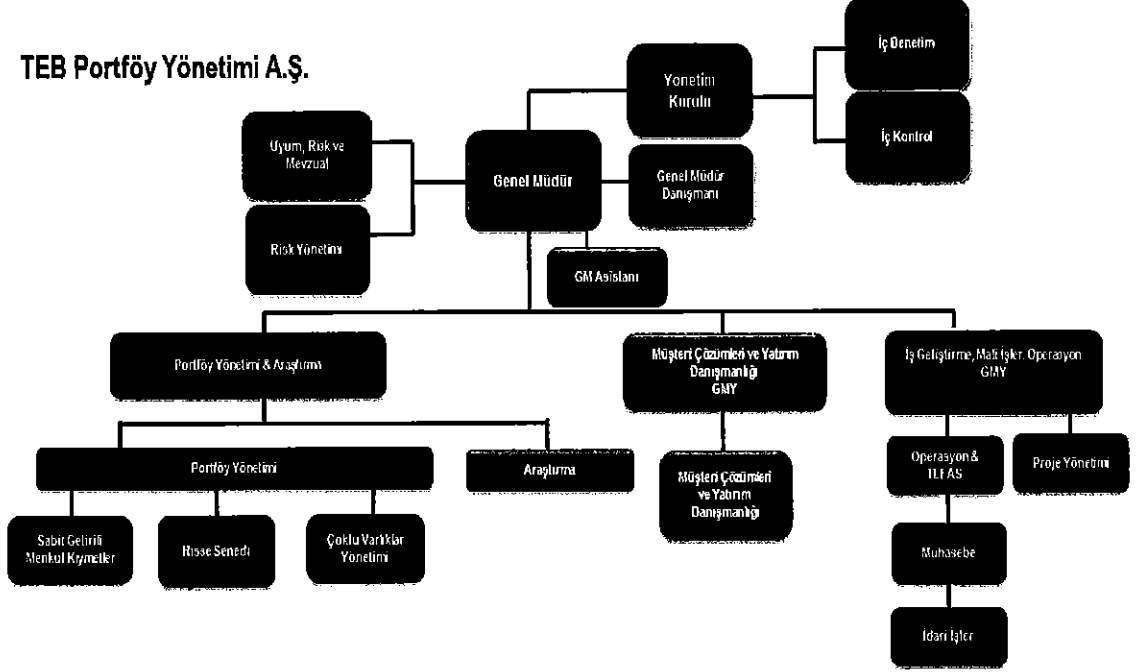 TEB Portföy Yönetimi A.Ş.
İç Denetim
Yönetim
Kurulu
Uyum, Risk ve
Mevzuat
İç Kontrol
Genel Müdür
Genel Müdür
Danışmanı
Risk Yönetimi
GM Asistanı
Portföy Yönetimi & Araştırma
Müşteri Çözümleri ve Yatırım
Danışmanlığı
GMY
İş Geliştirme, Mali İşler, Operasyon
GMY
Portföy Yönetimi
Araştırma
Müşteri Çözümleri
ve Yatırım
Danışmanlığı
Operasyon &
Proje Yönetimi
Sabit Getirili
Menkul Kıymetler
Hisse Senedi
Çoklu Varlıklar
Yönetimi
Muhasebe
İdari İşler